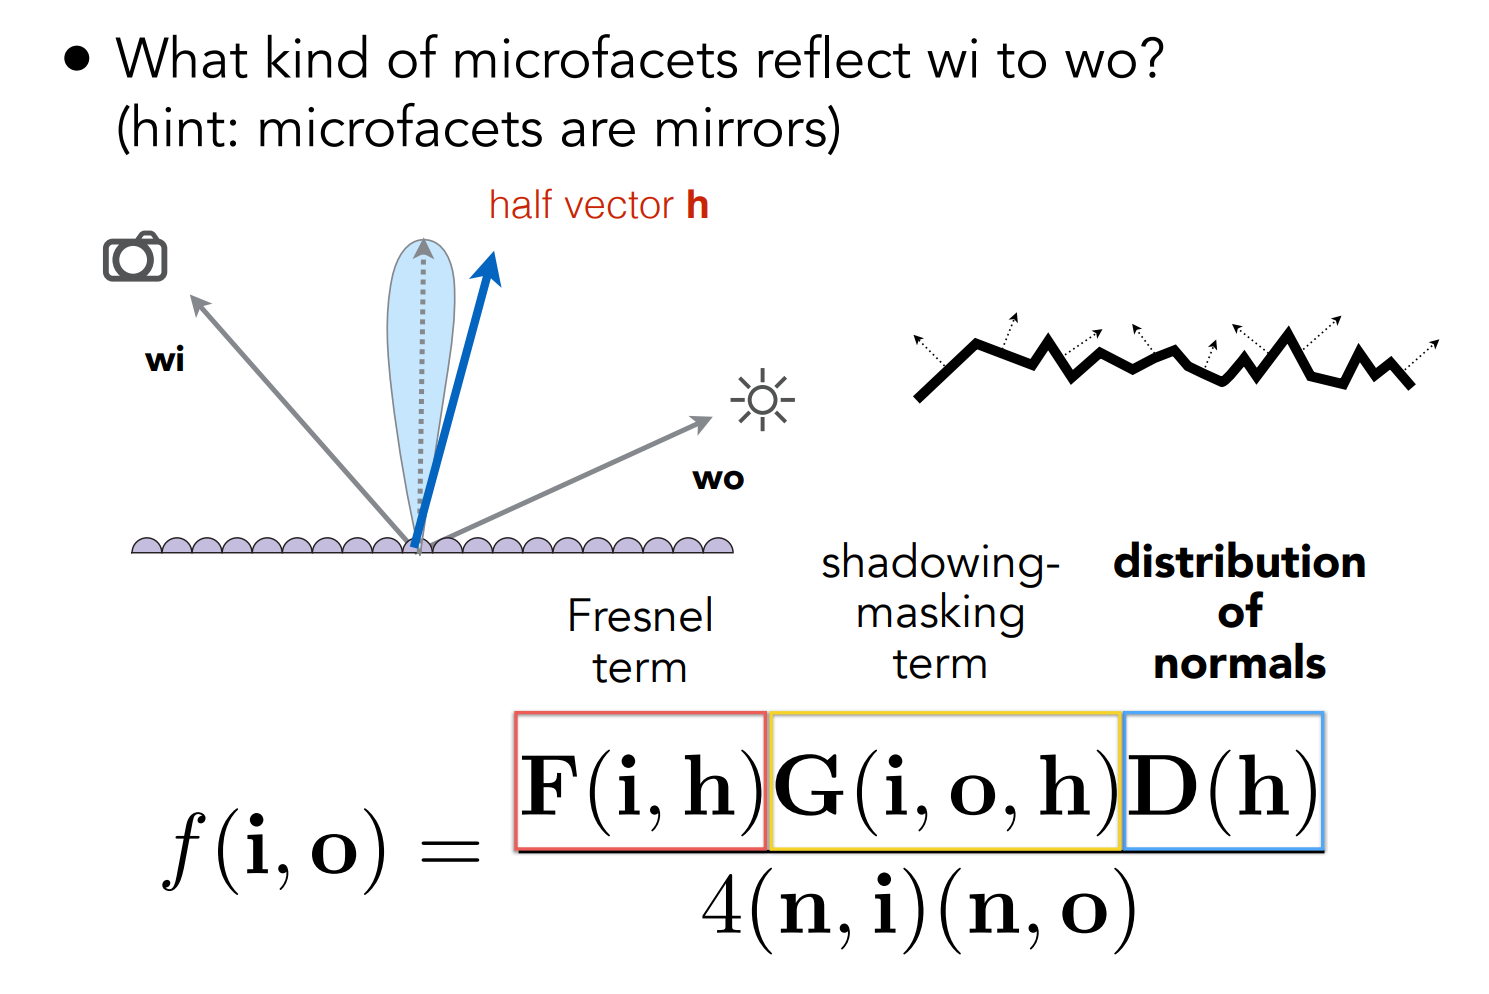 • What kind of microfacets reflect wi to wo?
(hint: microfacets are mirrors)
half vector h
wi
wo
Fresnel
term
shadowing-
masking
term
distribution
of
normals
f(i, o) = F(i, h)G(i, o, h)D(h)
4(n, i)(n, o)